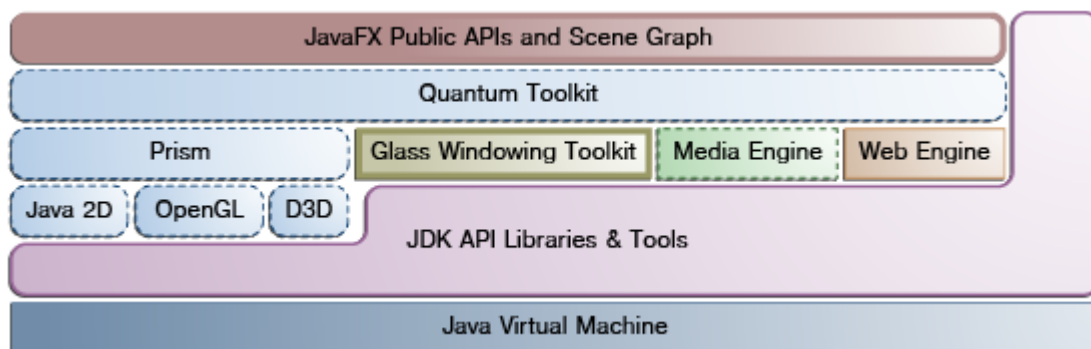 JavaFX Public APIs and Scene Graph
Quantum Toolkit
Prism
Glass Windowing Toolkit
Media Engine
Web Engine
Java 2D
OpenGL
D3D
JDK API Libraries & Tools
Java Virtual Machine